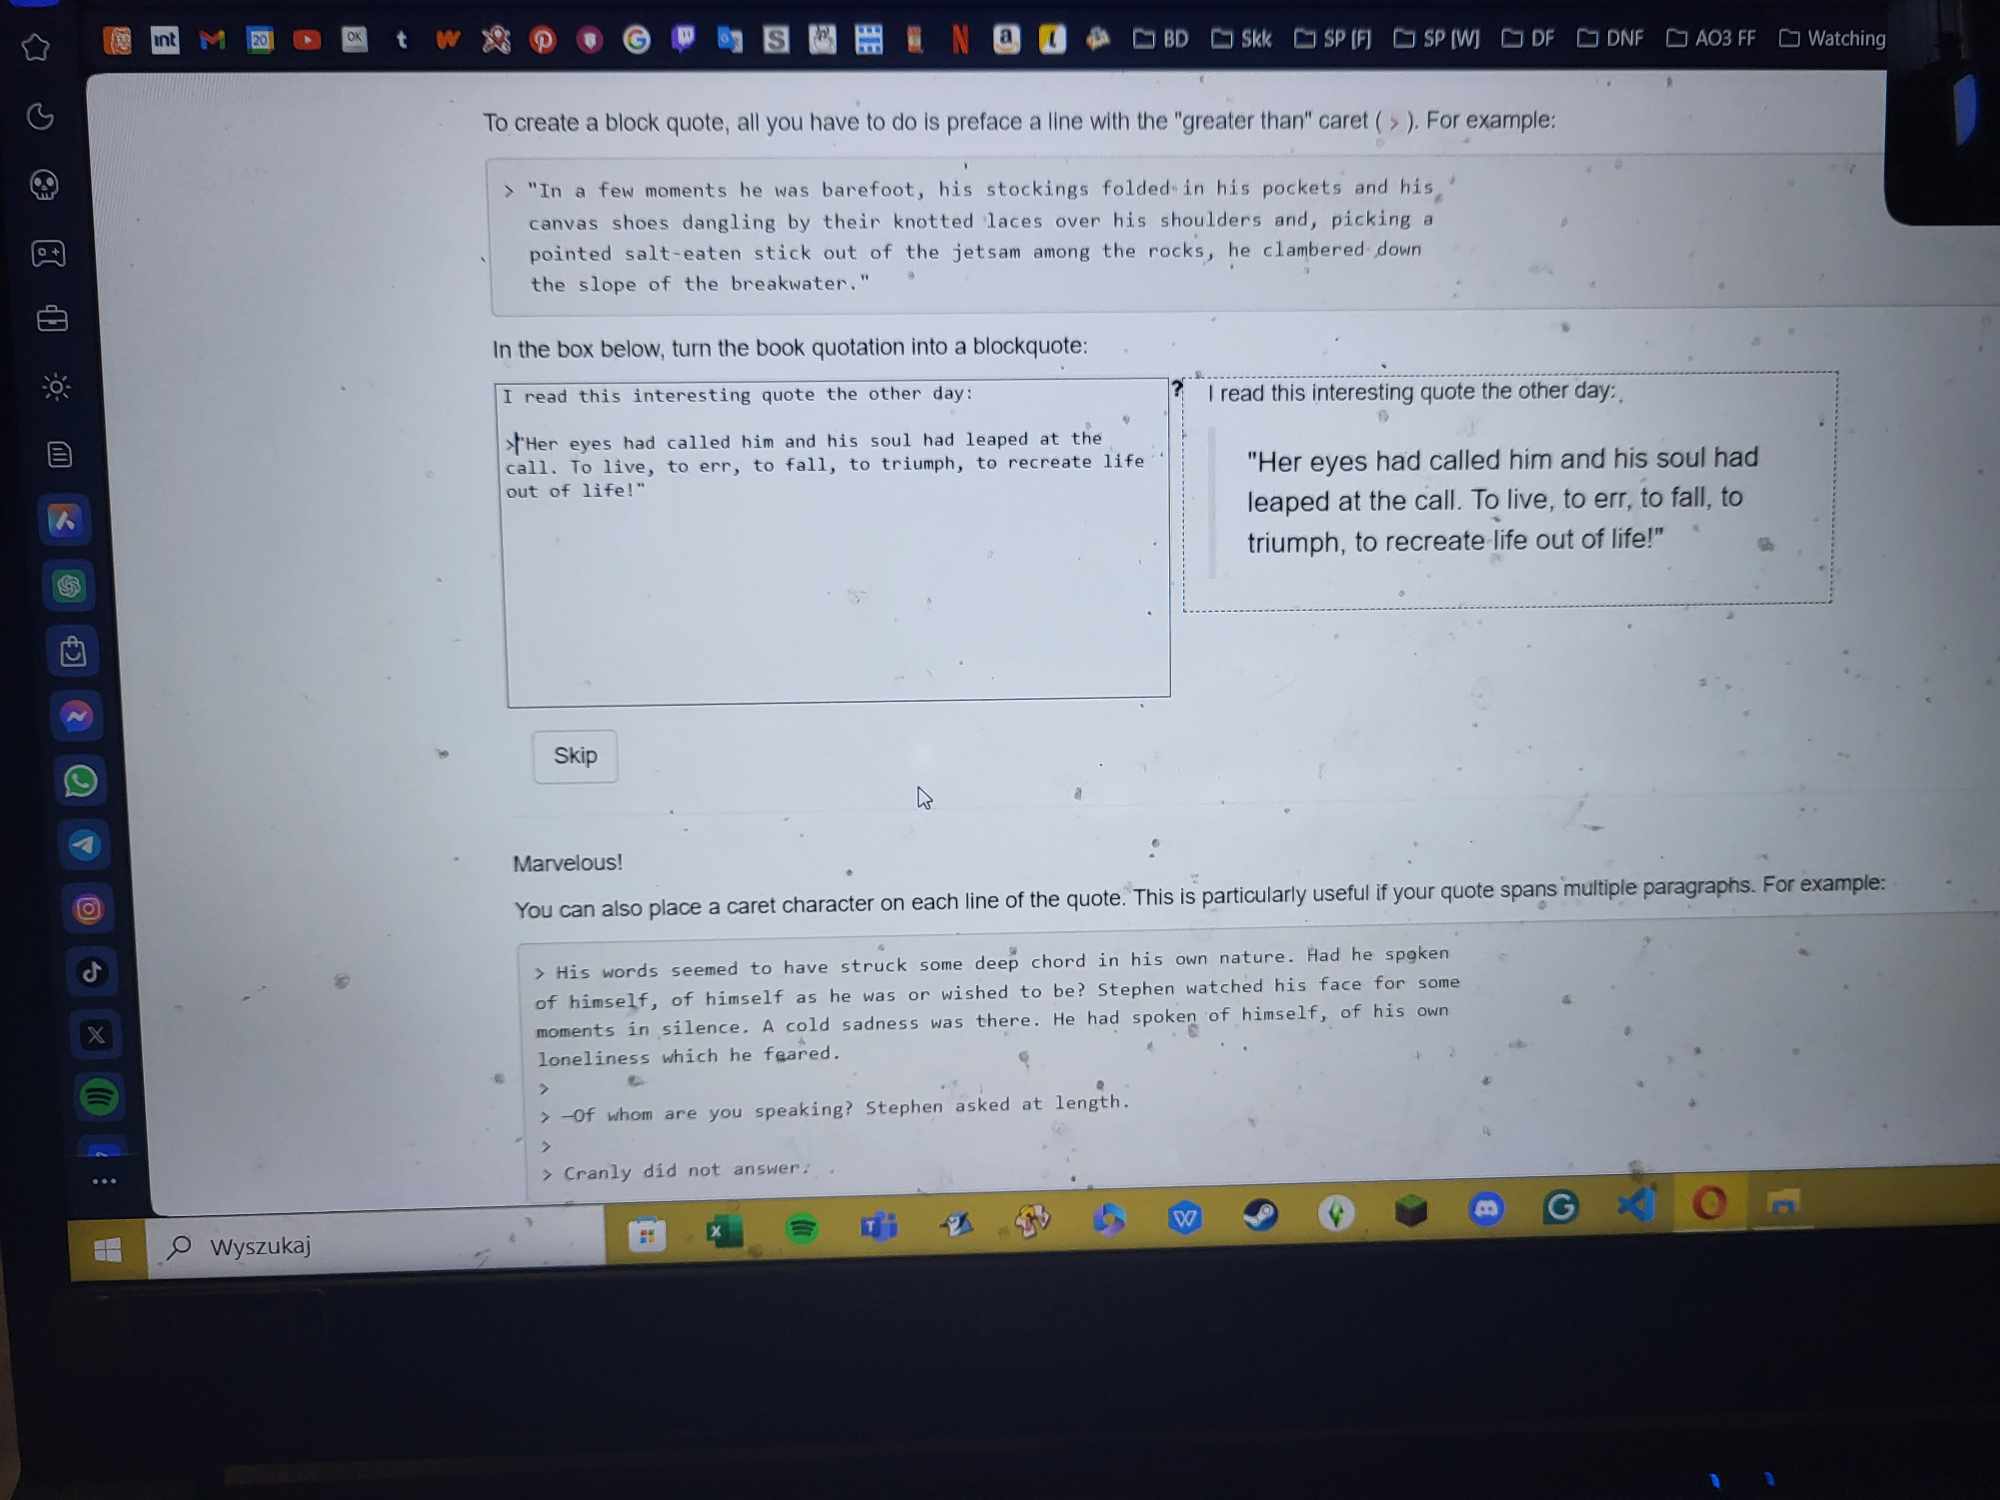 int
20
OK
t
BD
Skk
SP [F]
SP [W]
DF
DNF
AO3 FF
Watching
To create a block quote, all you have to do is preface a line with the "greater than" caret ( > ). For example:
> "In a few moments he was barefoot, his stockings folded in his pockets and his
canvas shoes dangling by their knotted laces over his shoulders and, picking a
pointed salt-eaten stick out of the jetsam among the rocks, he clambered down
the slope of the breakwater."
In the box below, turn the book quotation into a blockquote:
I read this interesting quote the other day:
>"Her eyes had called him and his soul had leaped at the
call. To live, to err, to fall, to triumph, to recreate life
out of life!"
?
I read this interesting quote the other day:
"Her eyes had called him and his soul had
leaped at the call. To live, to err, to fall, to
triumph, to recreate life out of life!"
Skip
Marvelous!
You can also place a caret character on each line of the quote. This is particularly useful if your quote spans multiple paragraphs. For example:
> His words seemed to have struck some deep chord in his own nature. Had he spoken
of himself, of himself as he was or wished to be? Stephen watched his face for some
moments in silence. A cold sadness was there. He had spoken of himself, of his own
loneliness which he feared.
>
> —Of whom are you speaking? Stephen asked at length.
>
> Cranly did not answer.
Wyszukaj